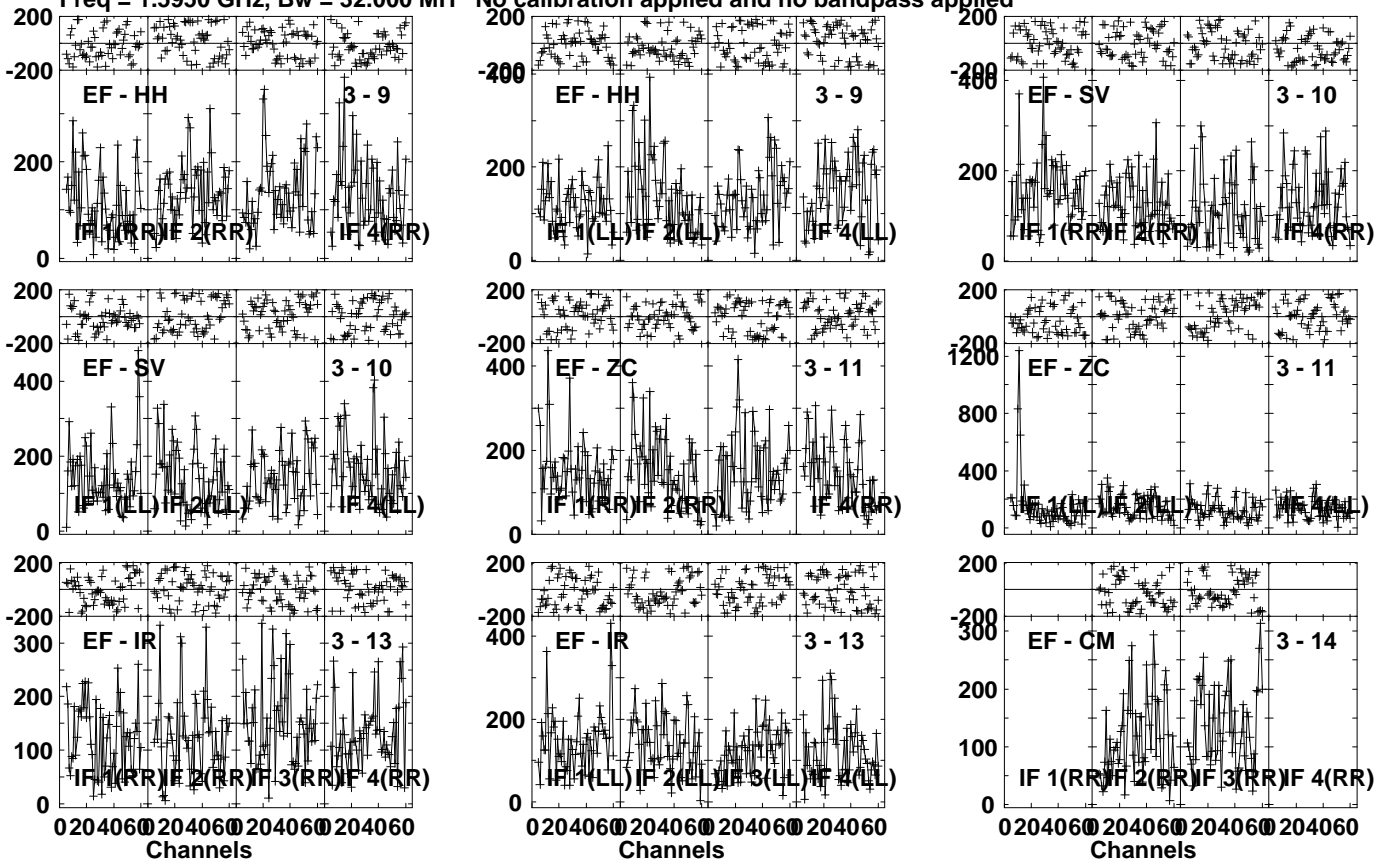 Freq = 1.5950 GHz, Bw = 32.000 MH No calibration applied and no bandpass applied
200
-200
EF - HH
3 - 9
200
0
IF 1(RR)
IF 2(RR)
IF 4(RR)
200
-200
400
EF - HH
3 - 9
200
0
IF 1(LL)
IF 2(LL)
IF 4(LL)
200
-200
400
EF - SV
3 - 10
200
0
IF 1(RR)
IF 2(RR)
IF 4(RR)
200
-200
EF - SV
3 - 10
400
200
0
IF 1(LL)
IF 2(LL)
IF 4(LL)
200
-200
EF - ZC
3 - 11
400
200
0
IF 1(RR)
IF 2(RR)
IF 4(RR)
200
-200
1200
EF - ZC
3 - 11
800
400
0
IF 1(LL)
IF 2(LL)
IF 4(LL)
200
-200
EF - IR
3 - 13
300
200
100
0
IF 1(RR)
IF 2(RR)
IF 3(RR)
IF 4(RR)
0 20 40 60 0 20 40 60 0 20 40 60 0 20 40 60
Channels
200
-200
EF - IR
3 - 13
400
200
0
IF 1(LL)
IF 2(LL)
IF 3(LL)
IF 4(LL)
0 20 40 60 0 20 40 60 0 20 40 60 0 20 40 60
Channels
200
-200
EF - CM
3 - 14
300
200
100
0
IF 1(RR)
IF 2(RR)
IF 3(RR)
IF 4(RR)
0 20 40 60 0 20 40 60 0 20 40 60 0 20 40 60
Channels